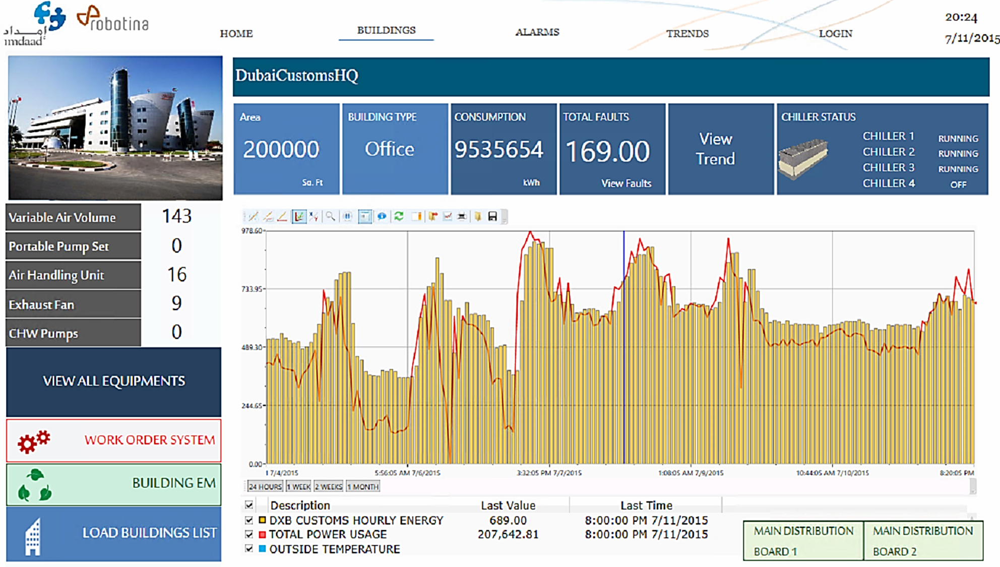 إمداد
imdaad
robotina
HOME
BUILDINGS
ALARMS
TRENDS
LOGIN
20:24
7/11/2015
DubaiCustomsHQ
Area
200000
Sq. Ft
BUILDING TYPE
Office
CONSUMPTION
9535654
kWh
TOTAL FAULTS
169.00
View Faults
View
Trend
CHILLER STATUS
CHILLER 1 RUNNING
CHILLER 2 RUNNING
CHILLER 3 RUNNING
CHILLER 4 OFF
Variable Air Volume 143
Portable Pump Set 0
Air Handling Unit 16
Exhaust Fan 9
CHW Pumps 0
VIEW ALL EQUIPMENTS
WORK ORDER SYSTEM
BUILDING EM
LOAD BUILDINGS LIST
978.60
733.95
489.30
244.65
0.00
7/4/2015 5:56:05 AM 7/6/2015 3:32:05 PM 7/7/2015 1:08:05 AM 7/9/2015 10:44:05 AM 7/10/2015 8:20:05 PM
24 HOURS 1 WEEK 2 WEEKS 1 MONTH
Description Last Value Last Time
DXB CUSTOMS HOURLY ENERGY 689.00 8:00:00 PM 7/11/2015
TOTAL POWER USAGE 207,642.81 8:00:00 PM 7/11/2015
OUTSIDE TEMPERATURE
MAIN DISTRIBUTION
BOARD 1
MAIN DISTRIBUTION
BOARD 2